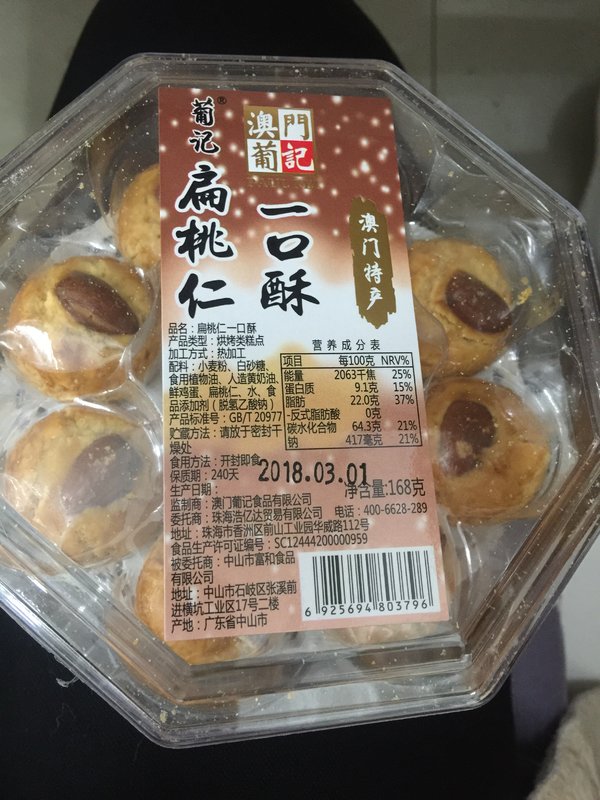 葡记®
扁桃仁
澳門
葡記
一口酥
澳门特产
品名：扁桃仁一口酥
产品类型：烘烤类糕点
加工方式：热加工
配料：小麦粉、白砂糖、
食用植物油、人造黄奶油、
鲜鸡蛋、扁桃仁、水、食
品添加剂（脱氢乙酸钠）
产品标准号：GB/T 20977
贮藏方法：请放于密封干
燥处
食用方法：开封即食
保质期：240天
生产日期：
2018.03.01
营养成分表
项目 每100克 NRV%
能量 2063千焦 25%
蛋白质 9.1克 15%
脂肪 22.0克 37%
-反式脂肪酸 0克
碳水化合物 64.3克 21%
钠 417毫克 21%
净含量:168克
监制商：澳门葡记食品有限公司
委托商：珠海浩亿达贸易有限公司 电话：400-6628-289
地址：珠海市香洲区前山工业园华威路112号
食品生产许可证编号：SC12444200000959
被委托商：中山市富和食品
有限公司
地址：中山市石岐区张溪前
进横坑工业区17号二楼
产地：广东省中山市
6 925694 803796